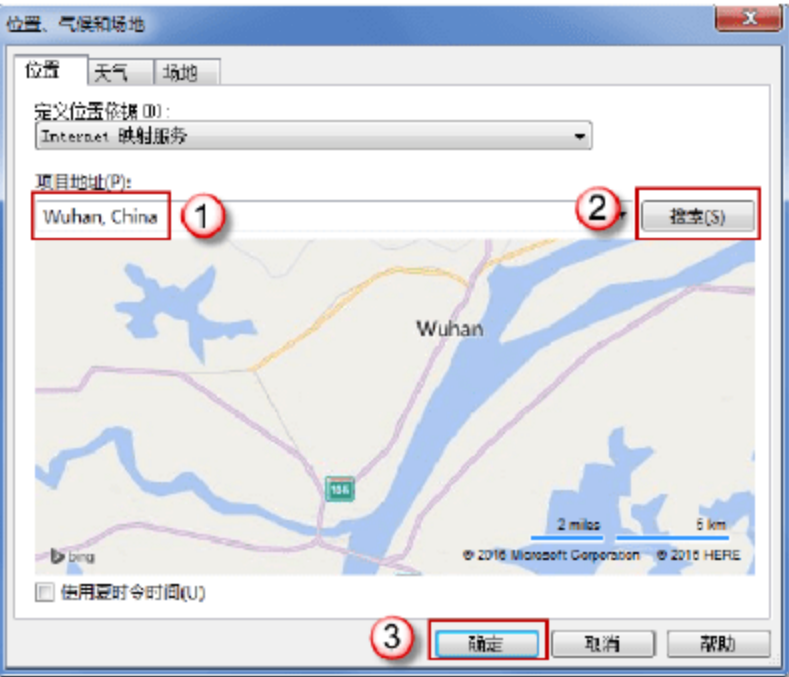 位置、气候和场地
位置 天气 场地
定义位置依据(D):
Internet 映射服务
项目地址(P):
Wuhan, China 1 2 搜索(S)
Wuhan
106
2 miles 5 km
bing © 2016 Microsoft Corporation © 2016 HERE
使用夏时令时间(U)
3 确定 取消 帮助